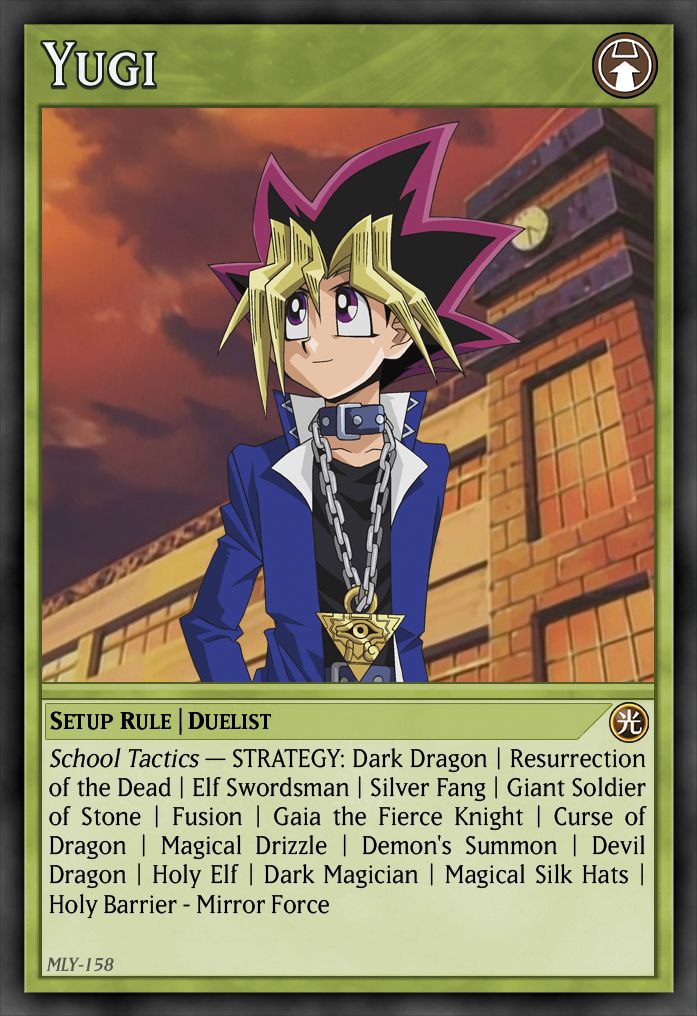 Yugi
Setup Rule | Duelist
光
School Tactics — STRATEGY: Dark Dragon | Resurrection
of the Dead | Elf Swordsman | Silver Fang | Giant Soldier
of Stone | Fusion | Gaia the Fierce Knight | Curse of
Dragon | Magical Drizzle | Demon's Summon | Devil
Dragon | Holy Elf | Dark Magician | Magical Silk Hats |
Holy Barrier - Mirror Force
MLY-158